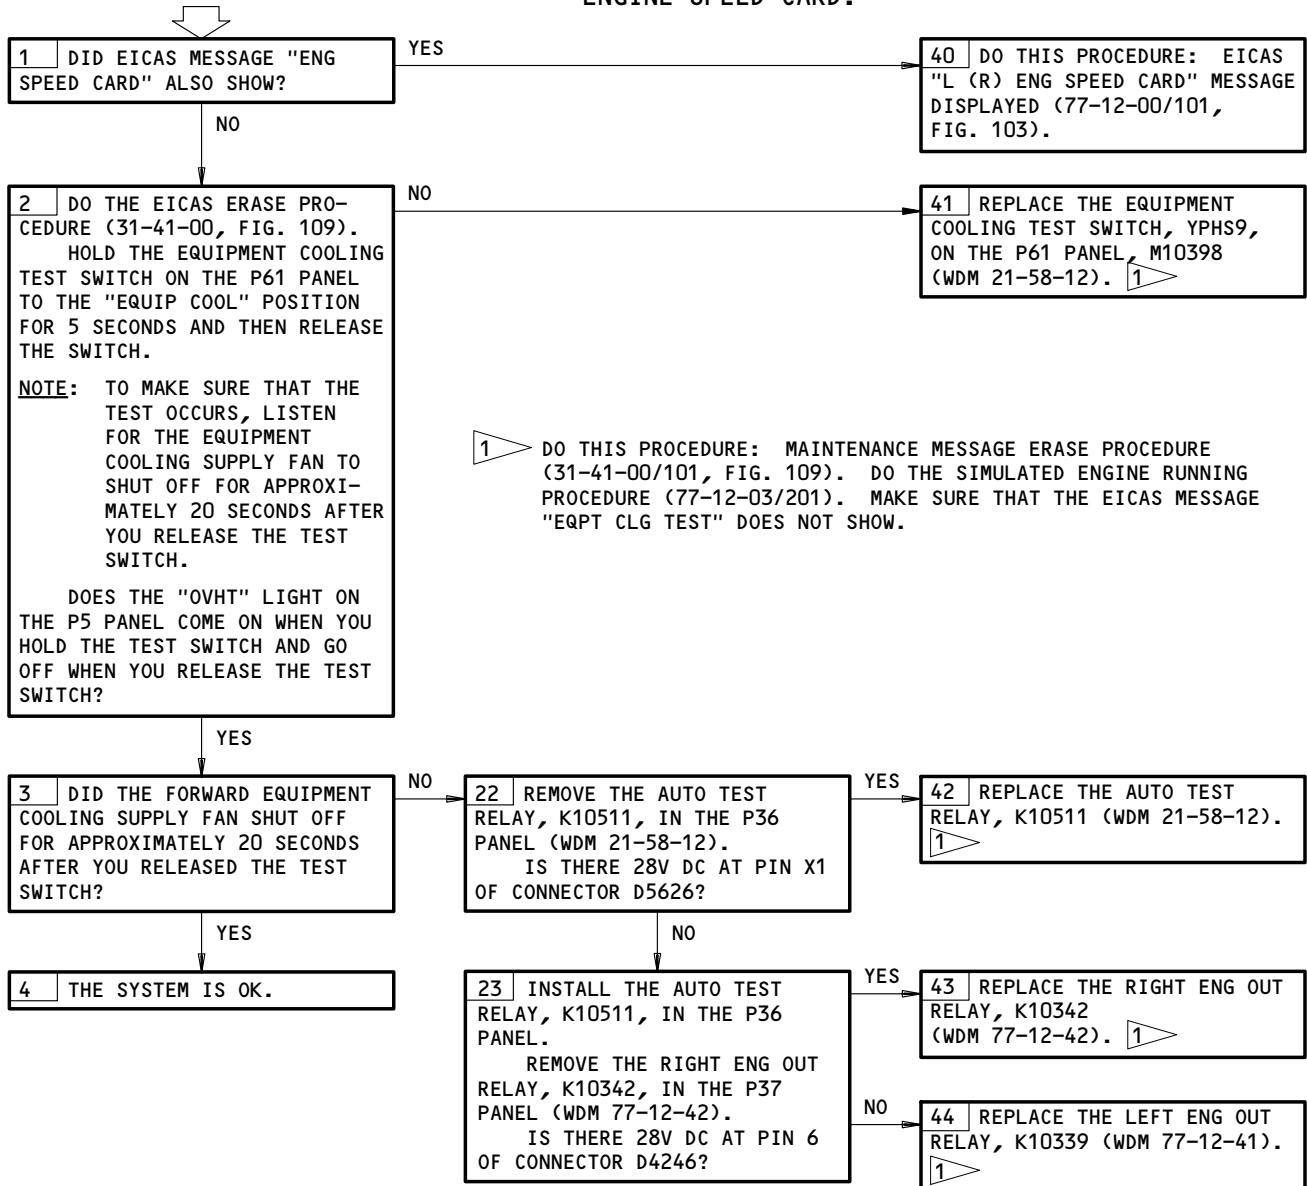 ENGINE SPEED CARD.
1 DID EICAS MESSAGE "ENG
SPEED CARD" ALSO SHOW?
YES
40 DO THIS PROCEDURE: EICAS
"L (R) ENG SPEED CARD" MESSAGE
DISPLAYED (77-12-00/101,
FIG. 103).
NO
2 DO THE EICAS ERASE PRO-
CEDURE (31-41-00, FIG. 109).
HOLD THE EQUIPMENT COOLING
TEST SWITCH ON THE P61 PANEL
TO THE "EQUIP COOL" POSITION
FOR 5 SECONDS AND THEN RELEASE
THE SWITCH.
NOTE: TO MAKE SURE THAT THE
TEST OCCURS, LISTEN
FOR THE EQUIPMENT
COOLING SUPPLY FAN TO
SHUT OFF FOR APPROXI-
MATELY 20 SECONDS AFTER
YOU RELEASE THE TEST
SWITCH.
DOES THE "OVHT" LIGHT ON
THE P5 PANEL COME ON WHEN YOU
HOLD THE TEST SWITCH AND GO
OFF WHEN YOU RELEASE THE TEST
SWITCH?
NO
41 REPLACE THE EQUIPMENT
COOLING TEST SWITCH, YPHS9,
ON THE P61 PANEL, M10398
(WDM 21-58-12). 1
1 DO THIS PROCEDURE: MAINTENANCE MESSAGE ERASE PROCEDURE
(31-41-00/101, FIG. 109). DO THE SIMULATED ENGINE RUNNING
PROCEDURE (77-12-03/201). MAKE SURE THAT THE EICAS MESSAGE
"EQPT CLG TEST" DOES NOT SHOW.
YES
3 DID THE FORWARD EQUIPMENT
COOLING SUPPLY FAN SHUT OFF
FOR APPROXIMATELY 20 SECONDS
AFTER YOU RELEASED THE TEST
SWITCH?
NO
22 REMOVE THE AUTO TEST
RELAY, K10511, IN THE P36
PANEL (WDM 21-58-12).
IS THERE 28V DC AT PIN X1
OF CONNECTOR D5626?
YES
42 REPLACE THE AUTO TEST
RELAY, K10511 (WDM 21-58-12).
1
YES
4 THE SYSTEM IS OK.
NO
23 INSTALL THE AUTO TEST
RELAY, K10511, IN THE P36
PANEL.
REMOVE THE RIGHT ENG OUT
RELAY, K10342, IN THE P37
PANEL (WDM 77-12-42).
IS THERE 28V DC AT PIN 6
OF CONNECTOR D4246?
YES
43 REPLACE THE RIGHT ENG OUT
RELAY, K10342
(WDM 77-12-42). 1
NO
44 REPLACE THE LEFT ENG OUT
RELAY, K10339 (WDM 77-12-41).
1